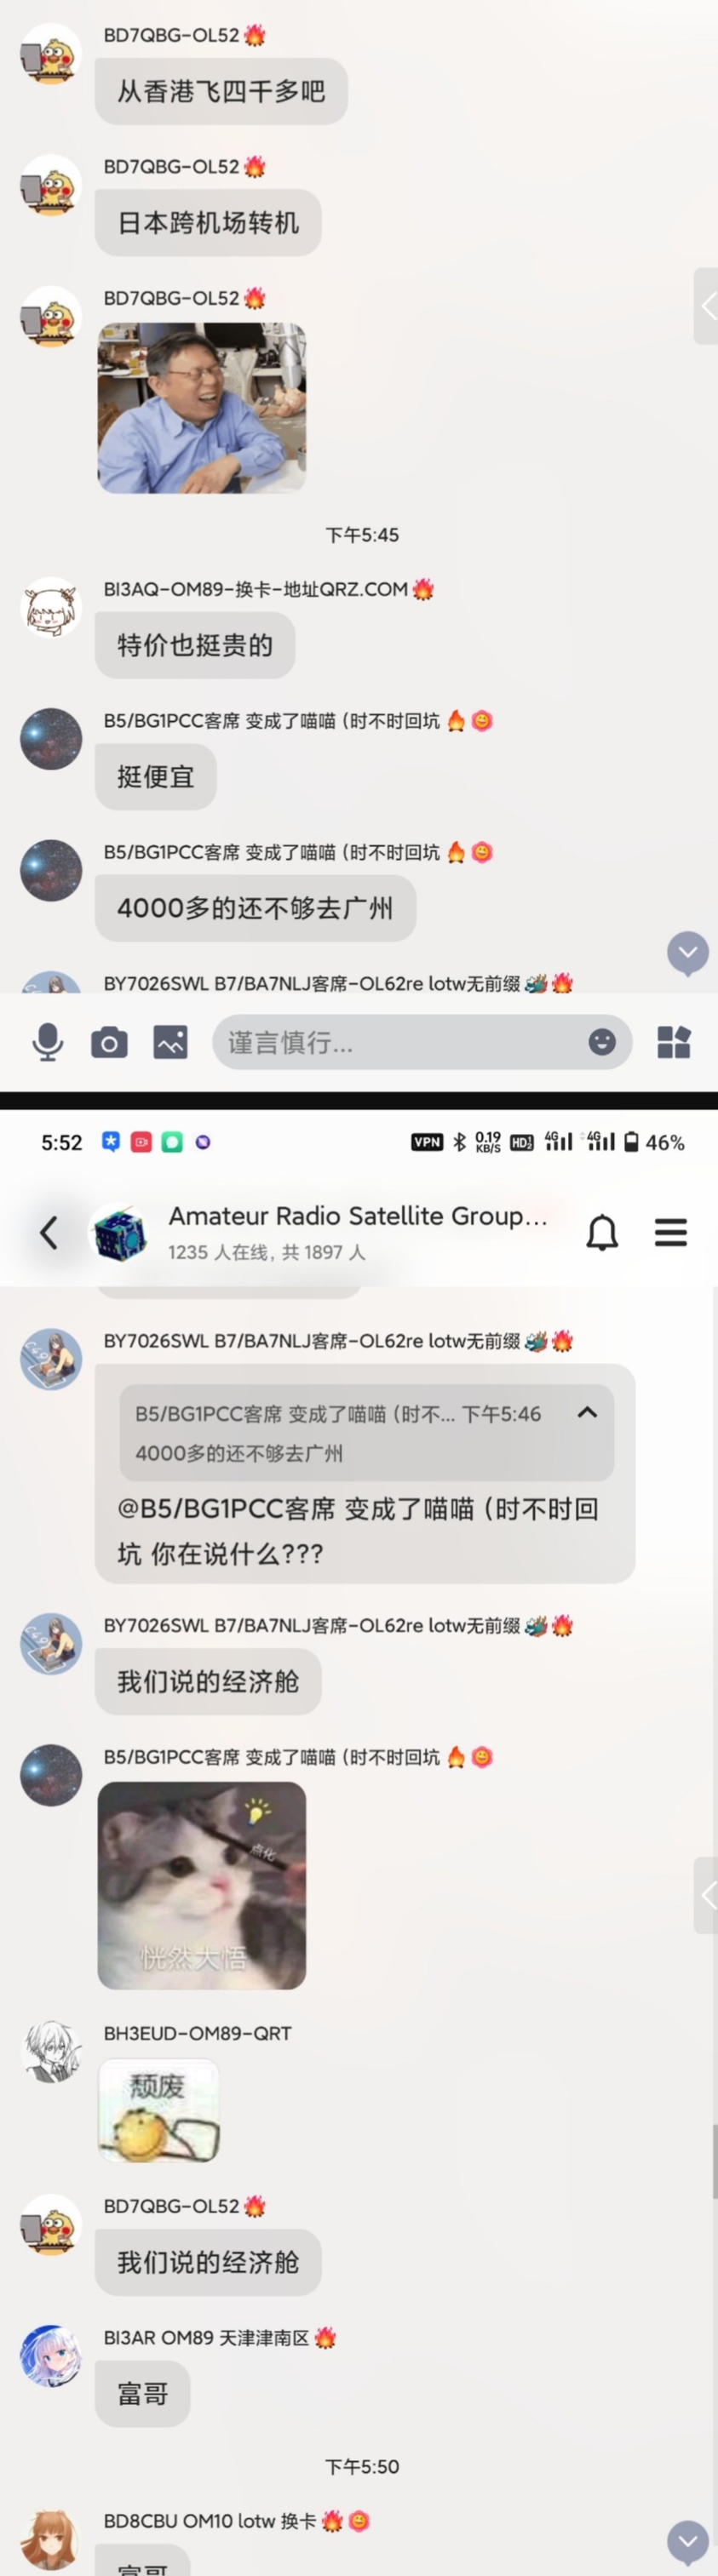 BD7QBG-OL52🔥
从香港飞四千多吧
BD7QBG-OL52🔥
日本跨机场转机
BD7QBG-OL52🔥
下午5:45
BI3AQ-OM89-换卡-地址QRZ.COM🔥
特价也挺贵的
B5/BG1PCC客席 变成了喵喵 (时不时回坑
挺便宜
B5/BG1PCC客席 变成了喵喵 (时不时回坑
4000多的还不够去广州
BY7026SWL B7/BA7NLJ客席-OL62re lotw无前缀
谨言慎行...
5:52
VPN 0.19 KB/S HD 4G 4G 46%
Amateur Radio Satellite Group...
1235 人在线, 共 1897 人
BY7026SWL B7/BA7NLJ客席-OL62re lotw无前缀
B5/BG1PCC客席 变成了喵喵 (时不... 下午5:46
4000多的还不够去广州
@B5/BG1PCC客席 变成了喵喵 (时不时回
坑 你在说什么???
BY7026SWL B7/BA7NLJ客席-OL62re lotw无前缀
我们说的经济舱
B5/BG1PCC客席 变成了喵喵 (时不时回坑
点化
恍然大悟
BH3EUD-OM89-QRT
颓废
BD7QBG-OL52🔥
我们说的经济舱
BI3AR OM89 天津津南区🔥
富哥
下午5:50
BD8CBU OM10 lotw 换卡
富哥